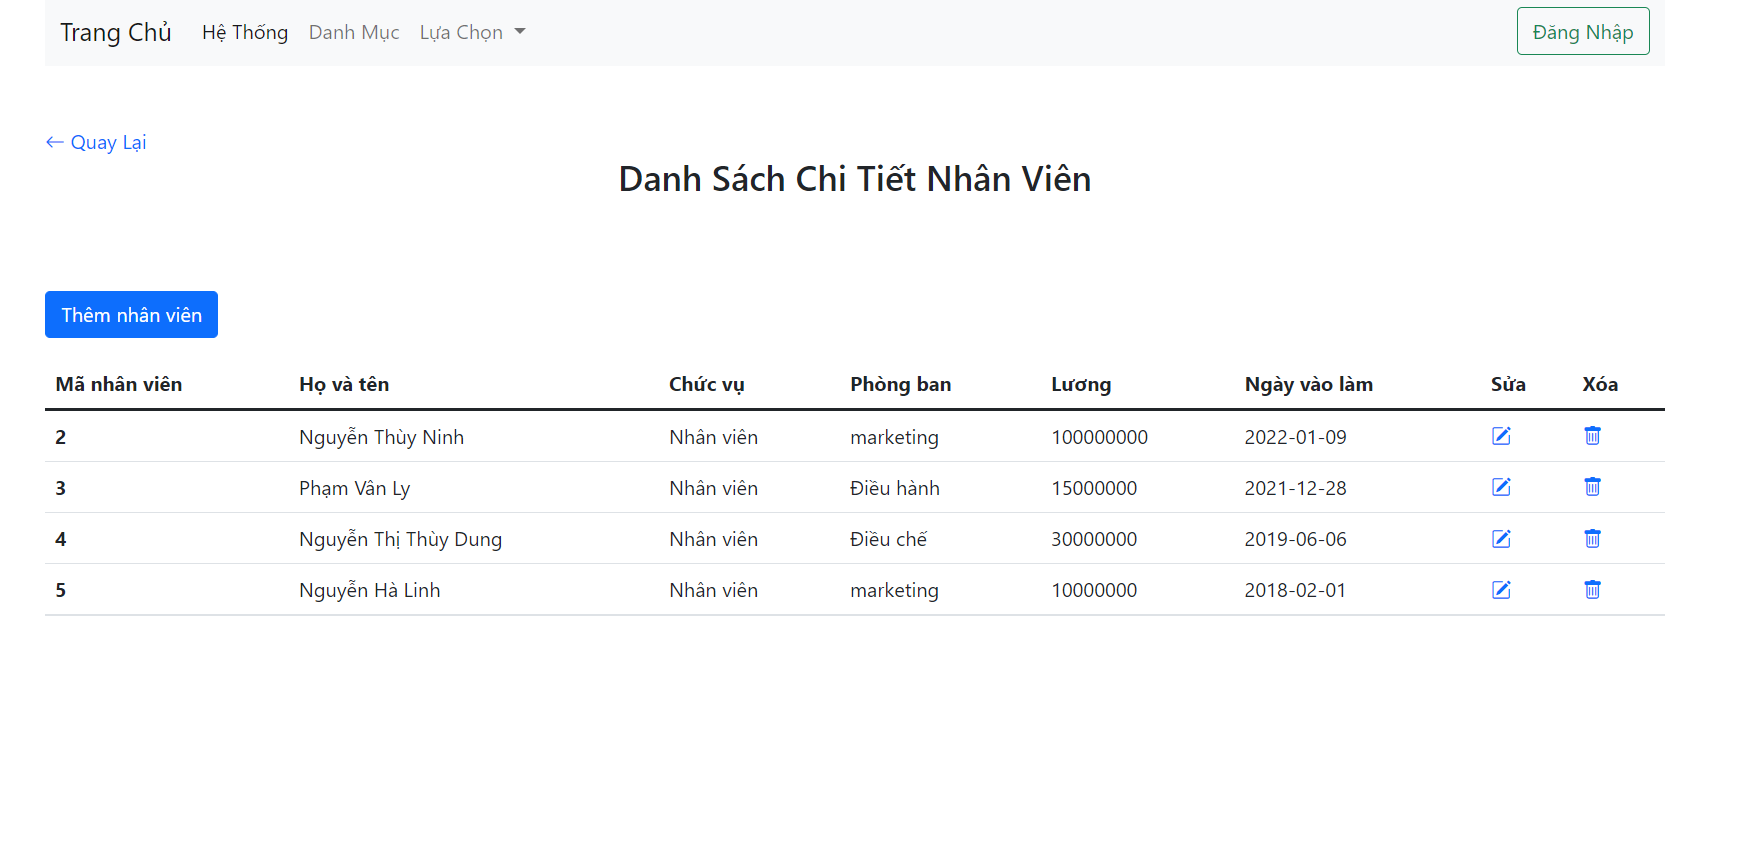 Trang Chủ Hệ Thống Danh Mục Lựa Chọn Đăng Nhập
Quay Lại
Danh Sách Chi Tiết Nhân Viên
Thêm nhân viên
Mã nhân viên Họ và tên Chức vụ Phòng ban Lương Ngày vào làm Sửa Xóa
2 Nguyễn Thùy Ninh Nhân viên marketing 100000000 2022-01-09
3 Phạm Vân Ly Nhân viên Điều hành 15000000 2021-12-28
4 Nguyễn Thị Thùy Dung Nhân viên Điều chế 30000000 2019-06-06
5 Nguyễn Hà Linh Nhân viên marketing 10000000 2018-02-01